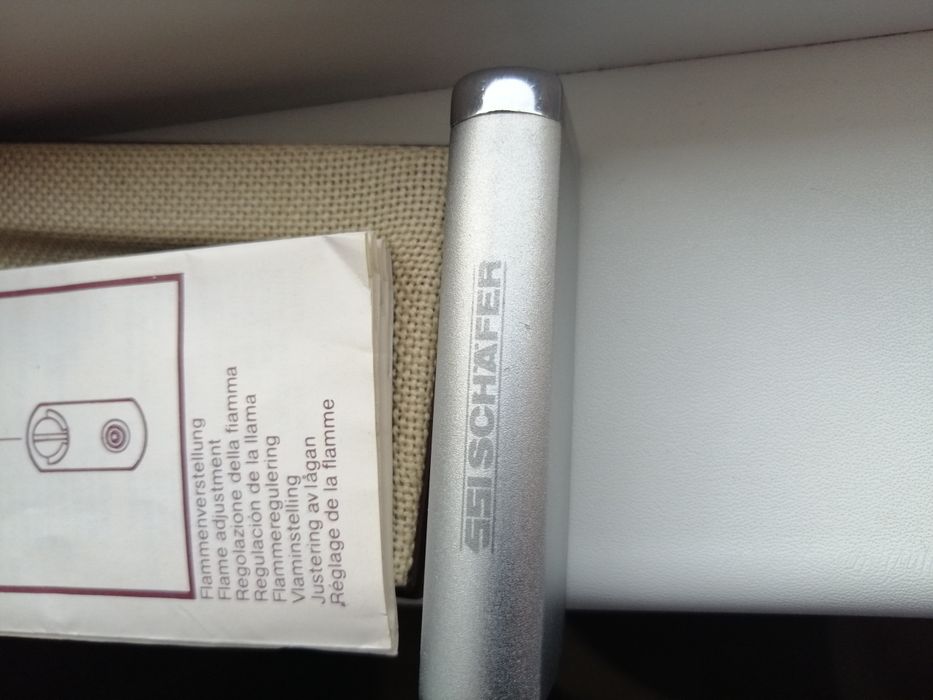 Flammenverstellung
Flame adjustment
Regolazione della fiamma
Regulación de la llama
Flammeregulering
Vlaminstelling
Justering av lågan
Réglage de la flamme
SSI SCHÄFER